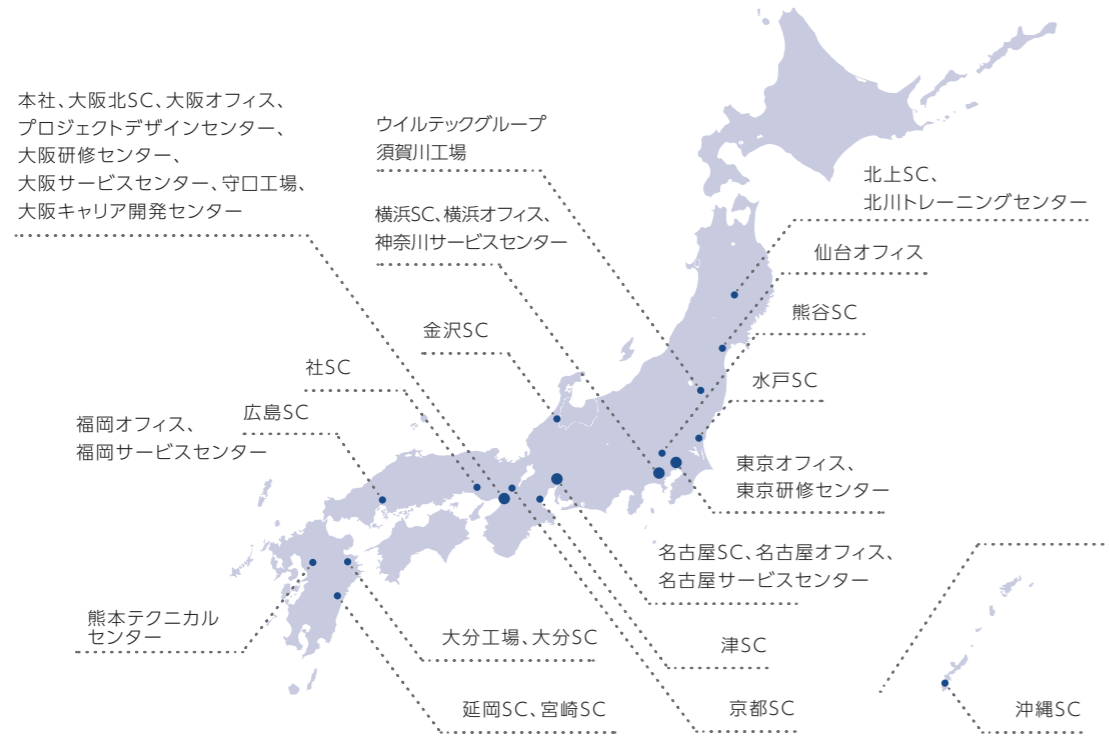 本社、大阪北SC、大阪オフィス、
プロジェクトデザインセンター、
大阪研修センター、
大阪サービスセンター、守口工場、
大阪キャリア開発センター
ウイルテックグループ
須賀川工場
横浜SC、横浜オフィス、
神奈川サービスセンター
金沢SC
社SC
広島SC
福岡オフィス、
福岡サービスセンター
北上SC、
北川トレーニングセンター
仙台オフィス
熊谷SC
水戸SC
東京オフィス、
東京研修センター
名古屋SC、名古屋オフィス、
名古屋サービスセンター
熊本テクニカル
センター
大分工場、大分SC
津SC
延岡SC、宮崎SC
京都SC
沖縄SC